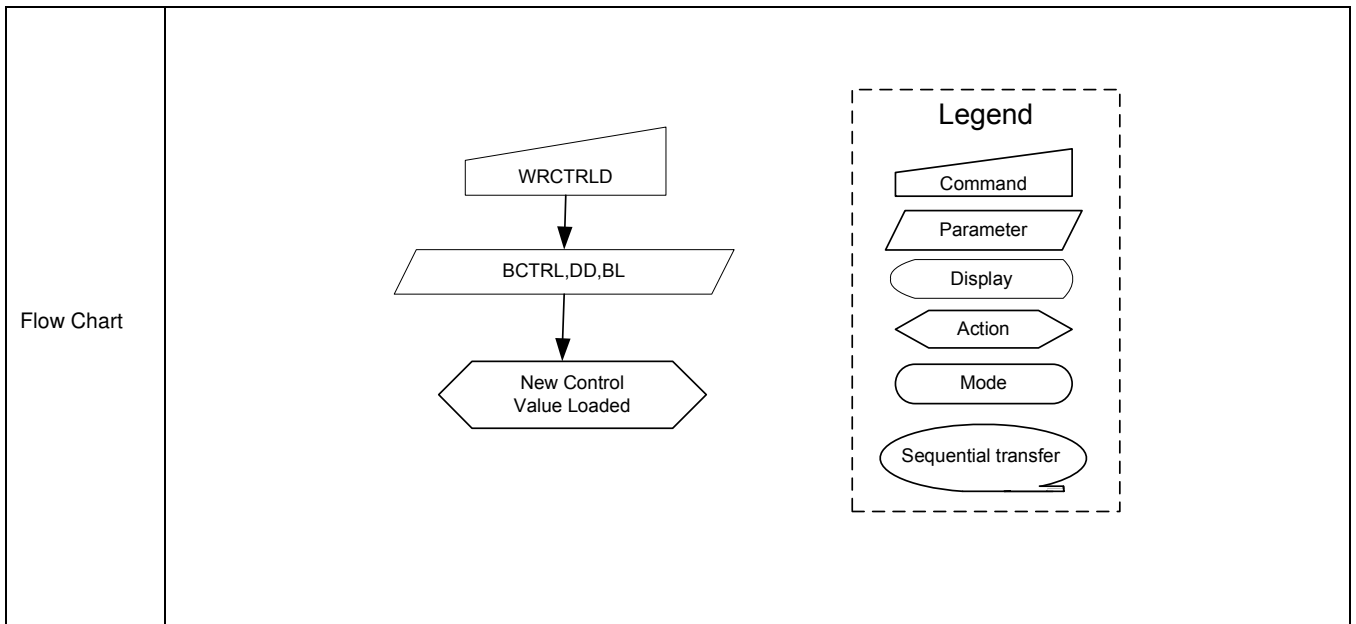 Flow Chart
WRCTRLD
BCTRL,DD,BL
New Control
Value Loaded
Legend
Command
Parameter
Display
Action
Mode
Sequential transfer